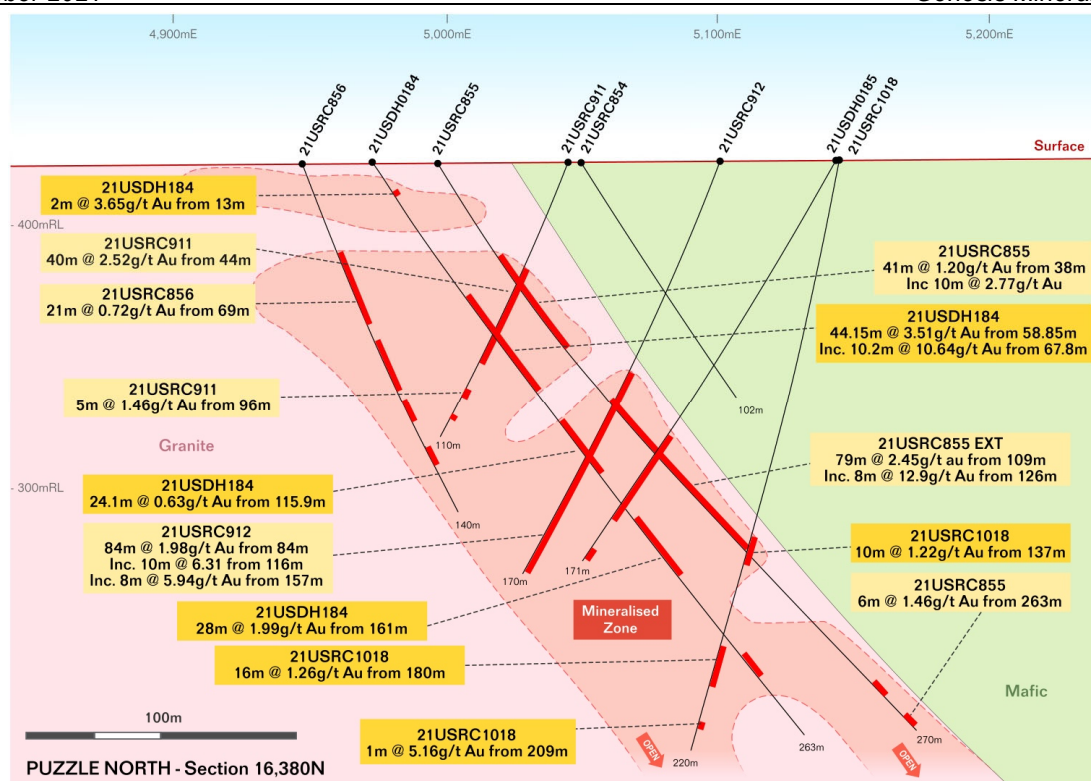 4,900mE
5,000mE
5,100mE
5,200mE
21USRC856
21USDH0184
21USRC855
21USRC911
21USRC854
21USRC912
21USDH0185
21USRC1018
Surface
21USDH184
2m @ 3.65g/t Au from 13m
400mRL
21USRC911
40m @ 2.52g/t Au from 44m
21USRC855
41m @ 1.20g/t Au from 38m
Inc 10m @ 2.77g/t Au
21USRC856
21m @ 0.72g/t Au from 69m
21USDH184
44.15m @ 3.51g/t Au from 58.85m
Inc. 10.2m @ 10.64g/t Au from 67.8m
21USRC911
5m @ 1.46g/t Au from 96m
102m
110m
Granite
21USRC855 EXT
79m @ 2.45g/t au from 109m
Inc. 8m @ 12.9g/t Au from 126m
300mRL
21USDH184
24.1m @ 0.63g/t Au from 115.9m
140m
21USRC912
84m @ 1.98g/t Au from 84m
Inc. 10m @ 6.31 from 116m
Inc. 8m @ 5.94g/t Au from 157m
21USRC1018
10m @ 1.22g/t Au from 137m
170m
171m
21USRC855
6m @ 1.46g/t Au from 263m
21USDH184
28m @ 1.99g/t Au from 161m
Mineralised
Zone
21USRC1018
16m @ 1.26g/t Au from 180m
Mafic
100m
21USRC1018
1m @ 5.16g/t Au from 209m
270m
263m
220m
OPEN
OPEN
PUZZLE NORTH - Section 16,380N